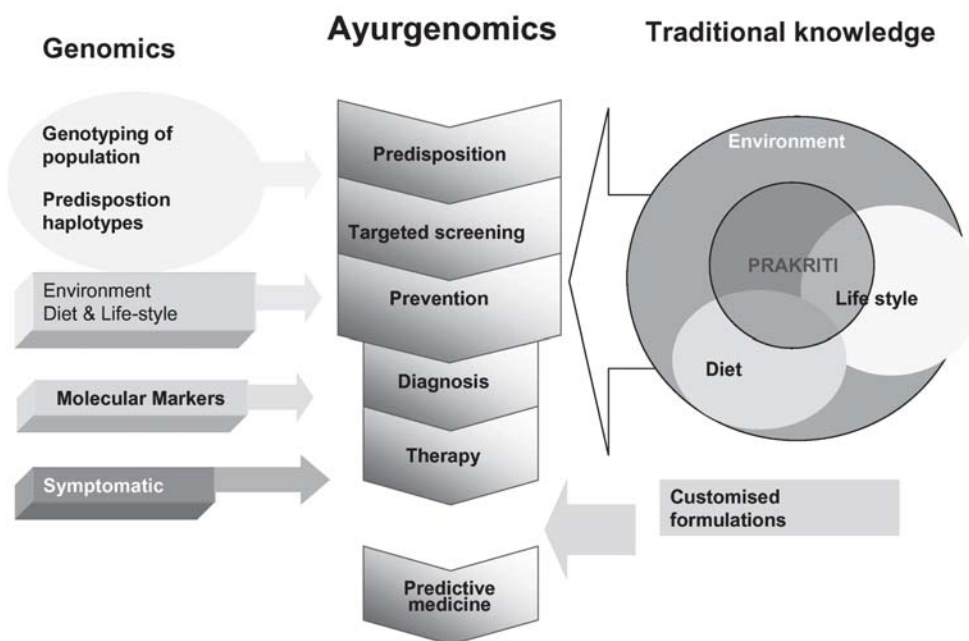 Genomics
Ayurgenomics
Traditional knowledge
Genotyping of
population
Predispostion
haplotypes
Environment
Diet & Life-style
Molecular Markers
Symptomatic
Predisposition
Targeted screening
Prevention
Diagnosis
Therapy
Predictive
medicine
Environment
PRAKRITI
Life style
Diet
Customised
formulations